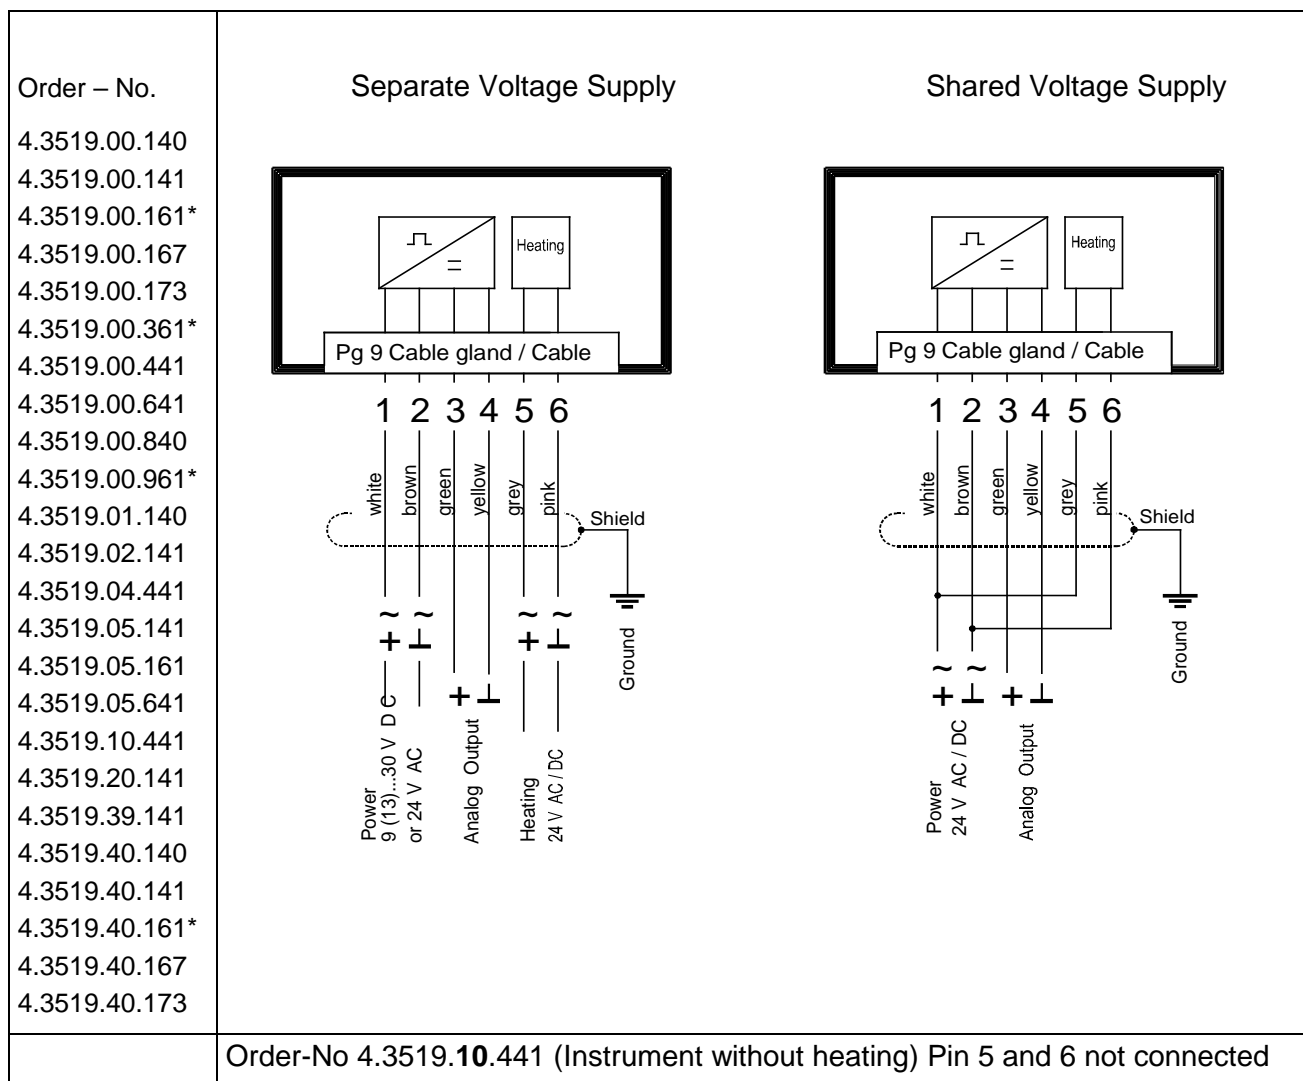 Order – No.
4.3519.00.140
4.3519.00.141
4.3519.00.161*
4.3519.00.167
4.3519.00.173
4.3519.00.361*
4.3519.00.441
4.3519.00.641
4.3519.00.840
4.3519.00.961*
4.3519.01.140
4.3519.02.141
4.3519.04.441
4.3519.05.141
4.3519.05.161
4.3519.05.641
4.3519.10.441
4.3519.20.141
4.3519.39.141
4.3519.40.140
4.3519.40.141
4.3519.40.161*
4.3519.40.167
4.3519.40.173
Separate Voltage Supply
Heating
Pg 9 Cable gland / Cable
1 2 3 4 5 6
white
brown
green
yellow
grey
pink
Shield
Ground
~ ~ ~ ~
+ ⊥ + ⊥
+ ⊥
Power
9 (13)...30 V DC
or 24 V AC
Analog Output
Heating
24 V AC / DC
Shared Voltage Supply
Heating
Pg 9 Cable gland / Cable
1 2 3 4 5 6
white
brown
green
yellow
grey
pink
Shield
Ground
~ ~
+ ⊥ + ⊥
Power
24 V AC / DC
Analog Output
Order-No 4.3519.10.441 (Instrument without heating) Pin 5 and 6 not connected